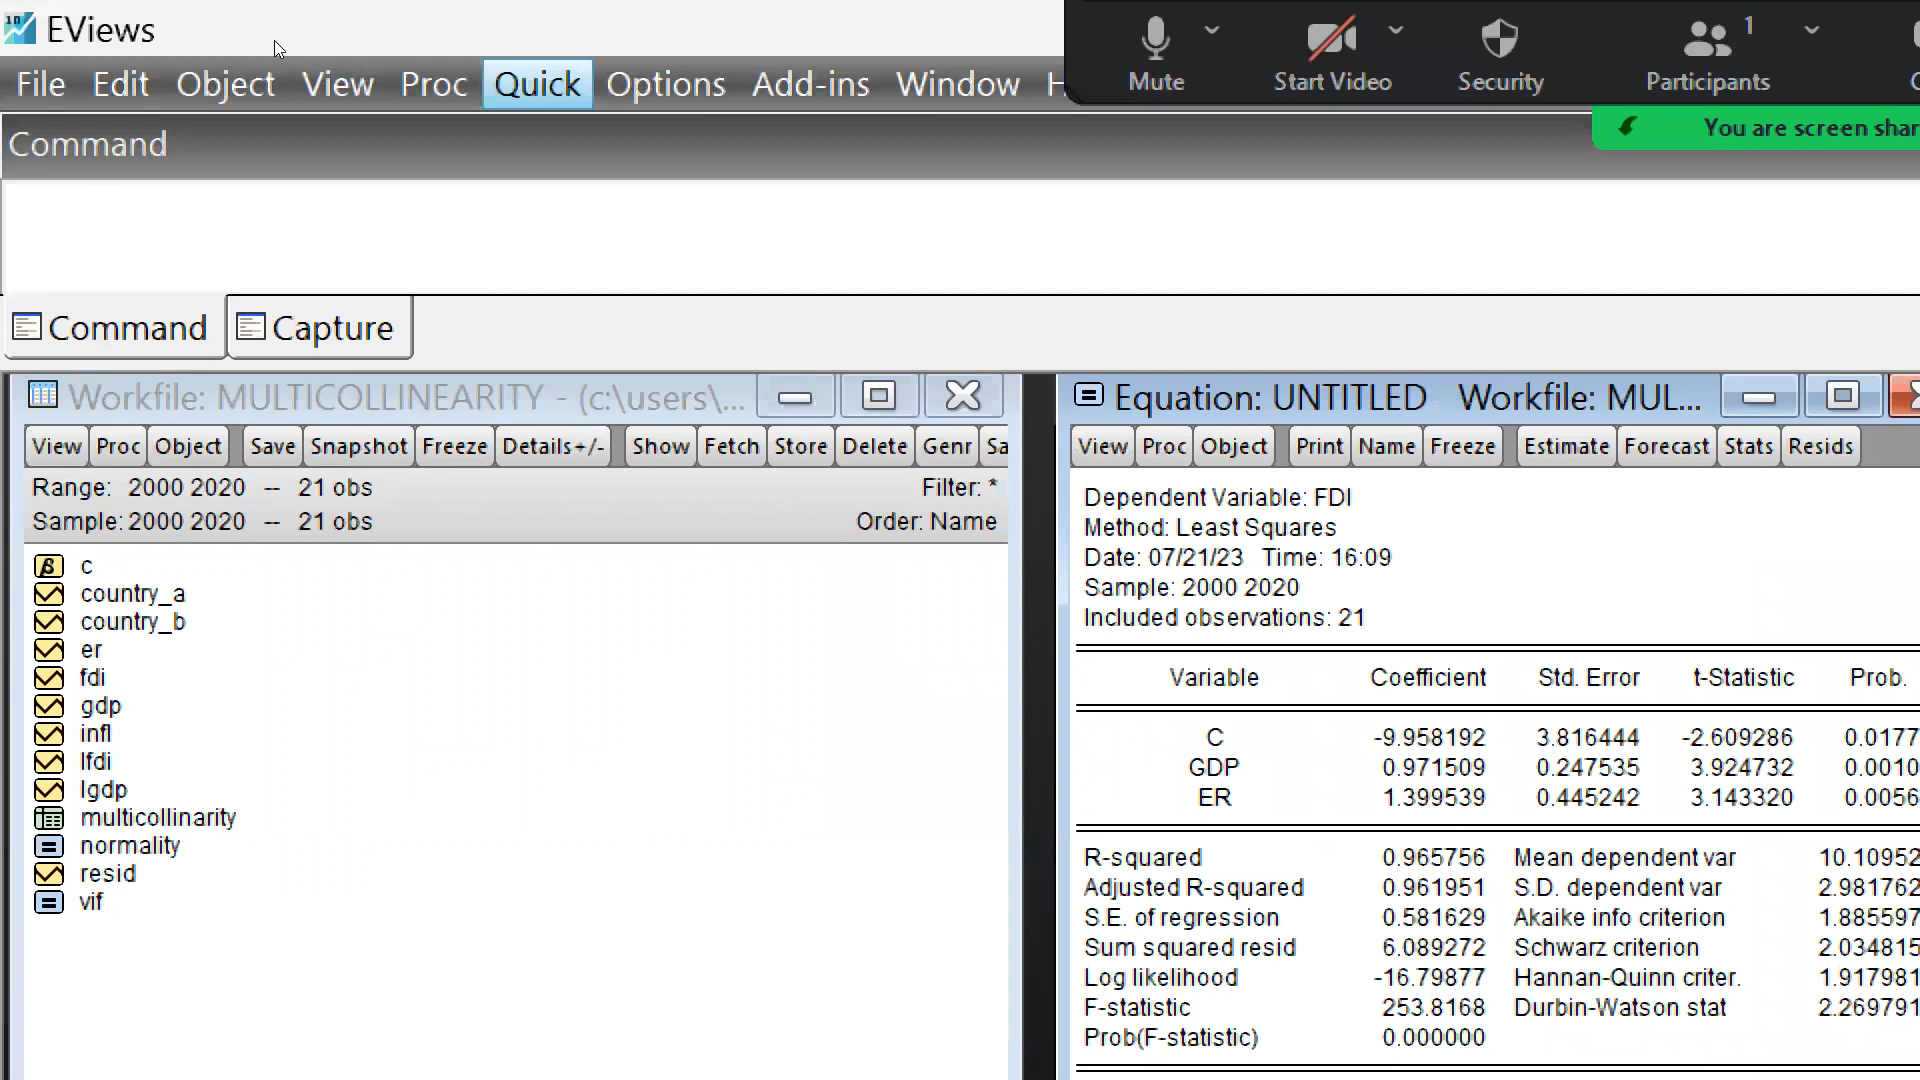 EViews
File Edit Object View Proc Quick Options Add-ins Window
Mute
Start Video
Security
1
Participants
You are screen shar
Command
Command
Capture
Workfile: MULTICOLLINEARITY - (c:\users\...
View Proc Object Save Snapshot Freeze Details+/- Show Fetch Store Delete Genr Sa
Range: 2000 2020 -- 21 obs Filter: *
Sample: 2000 2020 -- 21 obs Order: Name
β c
country_a
country_b
er
fdi
gdp
infl
lfdi
lgdp
multicollinarity
normality
resid
vif
Equation: UNTITLED Workfile: MUL...
View Proc Object Print Name Freeze Estimate Forecast Stats Resids
Dependent Variable: FDI
Method: Least Squares
Date: 07/21/23 Time: 16:09
Sample: 2000 2020
Included observations: 21
Variable Coefficient Std. Error t-Statistic Prob.
C -9.958192 3.816444 -2.609286 0.0177
GDP 0.971509 0.247535 3.924732 0.0010
ER 1.399539 0.445242 3.143320 0.0056
R-squared 0.965756 Mean dependent var 10.10952
Adjusted R-squared 0.961951 S.D. dependent var 2.981762
S.E. of regression 0.581629 Akaike info criterion 1.885597
Sum squared resid 6.089272 Schwarz criterion 2.034815
Log likelihood -16.79877 Hannan-Quinn criter. 1.917981
F-statistic 253.8168 Durbin-Watson stat 2.269791
Prob(F-statistic) 0.000000